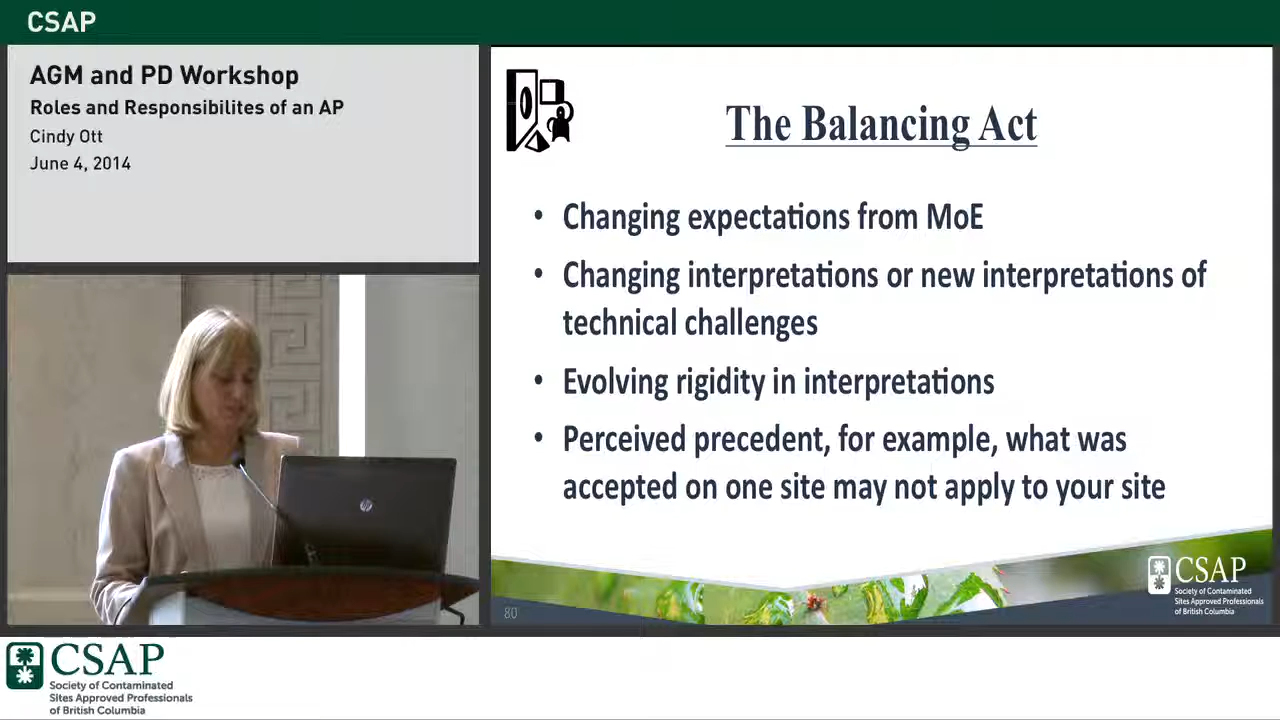 CSAP
AGM and PD Workshop
Roles and Responsibilites of an AP
Cindy Ott
June 4, 2014
The Balancing Act
• Changing expectations from MoE
• Changing interpretations or new interpretations of
technical challenges
• Evolving rigidity in interpretations
• Perceived precedent, for example, what was
accepted on one site may not apply to your site
80
CSAP
Society of Contaminated
Sites Approved Professionals
of British Columbia
hp
CSAP
Society of Contaminated
Sites Approved Professionals
of British Columbia